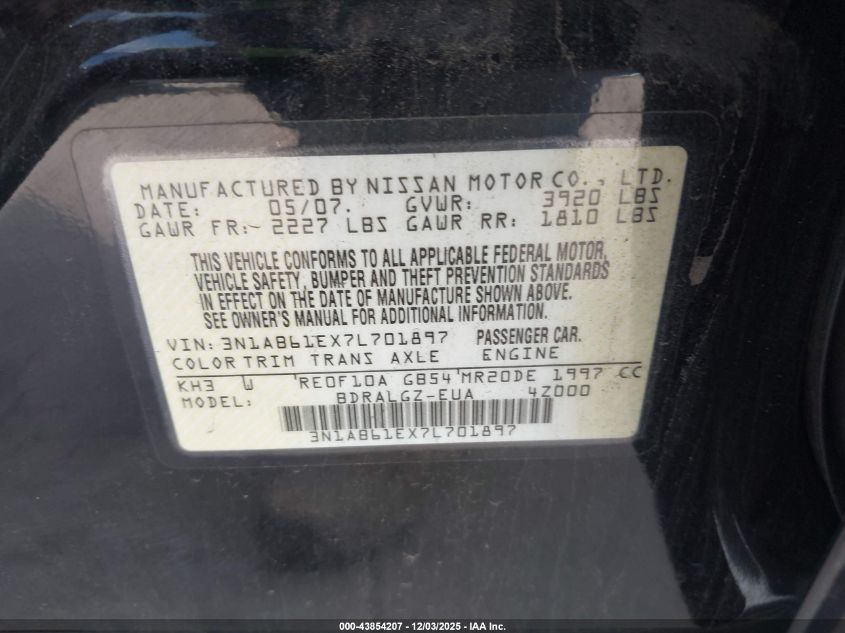 MANUFACTURED BY NISSAN MOTOR CO., LTD.
DATE: 05/07. GVWR: 3920 LBS
GAWR FR:- 2227 LBS GAWR RR: 1810 LBS
THIS VEHICLE CONFORMS TO ALL APPLICABLE FEDERAL MOTOR
VEHICLE SAFETY, BUMPER AND THEFT PREVENTION STANDARDS
IN EFFECT ON THE DATE OF MANUFACTURE SHOWN ABOVE.
SEE OWNER'S MANUAL FOR ADDITIONAL INFORMATION.
VIN: 3N1AB61EX7L701897 PASSENGER CAR.
COLOR TRIM TRANS AXLE ENGINE
KH3 W RE0F10A GB54 MR20DE 1997 CC
MODEL: BDRALGZ-EUA 4Z000
3N1AB61EX7L701897
000-43854207 - 12/03/2025 - IAA Inc.